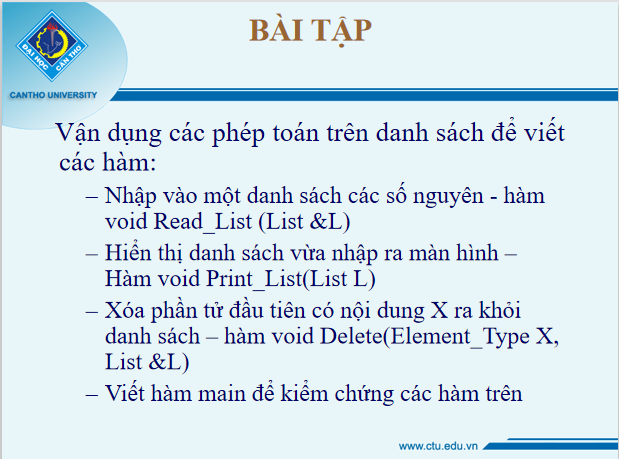 BÀI TẬP
ĐẠI HỌC CẦN THƠ
CANTHO UNIVERSITY
Vận dụng các phép toán trên danh sách để viết
các hàm:
– Nhập vào một danh sách các số nguyên - hàm
void Read_List (List &L)
– Hiển thị danh sách vừa nhập ra màn hình –
Hàm void Print_List(List L)
– Xóa phần tử đầu tiên có nội dung X ra khỏi
danh sách – hàm void Delete(Element_Type X,
List &L)
– Viết hàm main để kiểm chứng các hàm trên
www.ctu.edu.vn